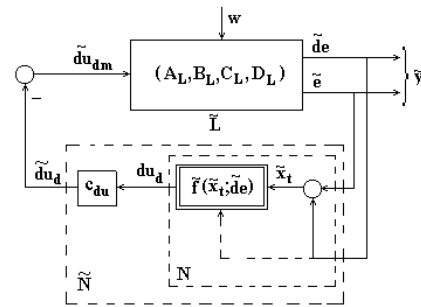 w
d̃u_dm
(A_L,B_L,C_L,D_L)
d̃e
ẽ
ỹ
L̃
−
d̃u_d
c_du
du_d
f̃(x̃_t;d̃e)
x̃_t
N
Ñ